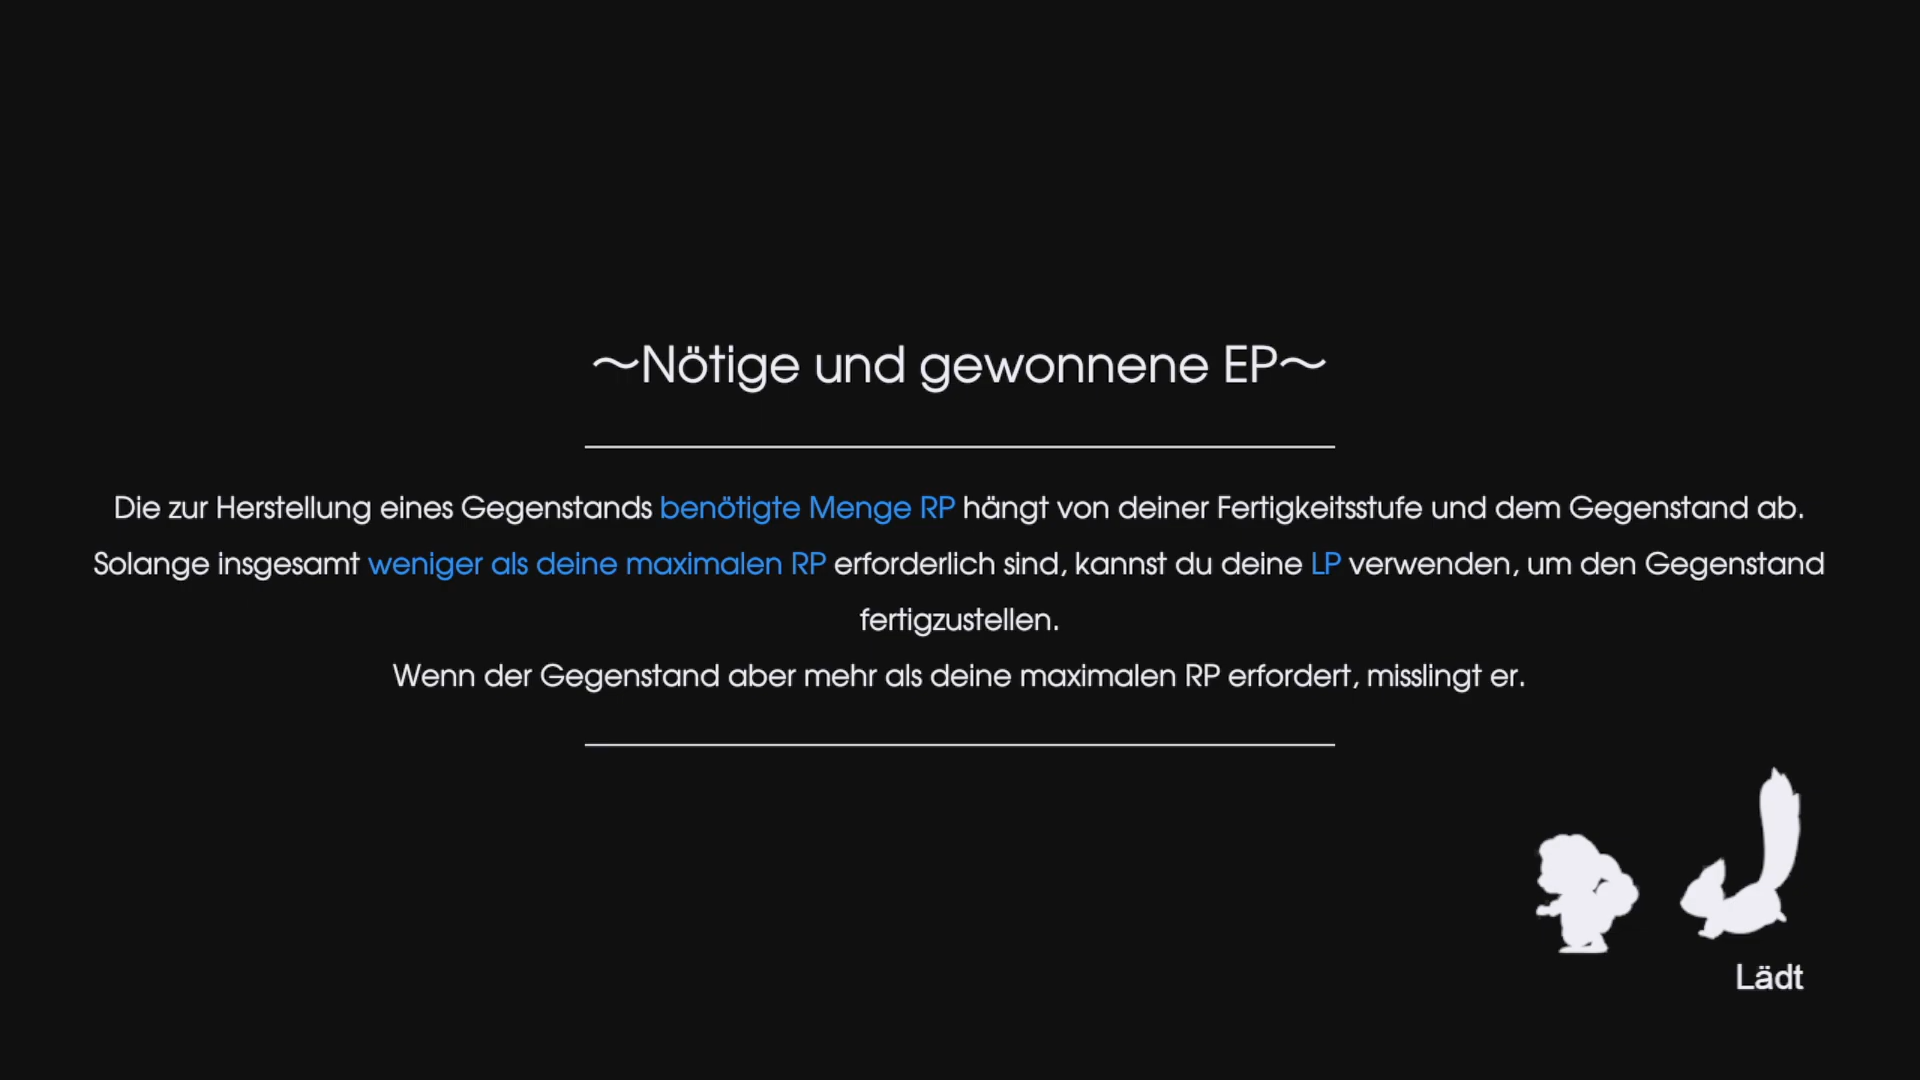 ～Nötige und gewonnene EP～
Die zur Herstellung eines Gegenstands benötigte Menge RP hängt von deiner Fertigkeitsstufe und dem Gegenstand ab.
Solange insgesamt weniger als deine maximalen RP erforderlich sind, kannst du deine LP verwenden, um den Gegenstand
fertigzustellen.
Wenn der Gegenstand aber mehr als deine maximalen RP erfordert, misslingt er.
Lädt